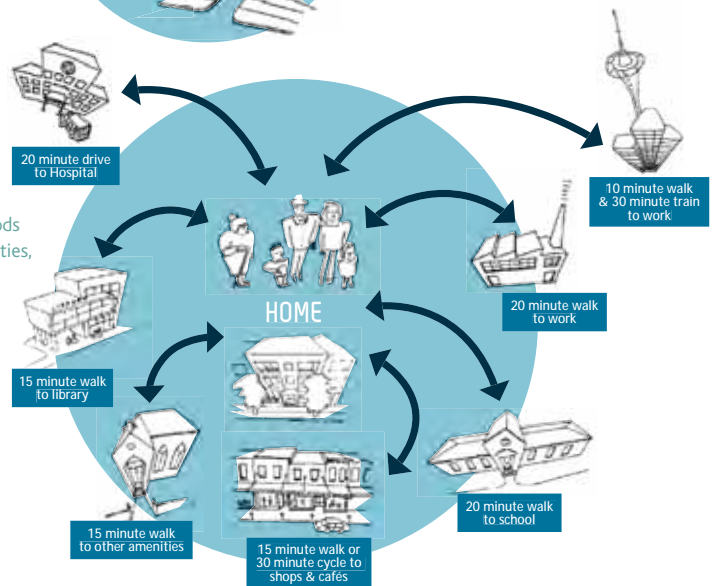 20 minute drive
to Hospital
10 minute walk
& 30 minute train
to work
ties,
HOME
20 minute walk
to work
15 minute walk
to library
20 minute walk
to school
15 minute walk
to other amenities
15 minute walk or
30 minute cycle to
shops & cafés